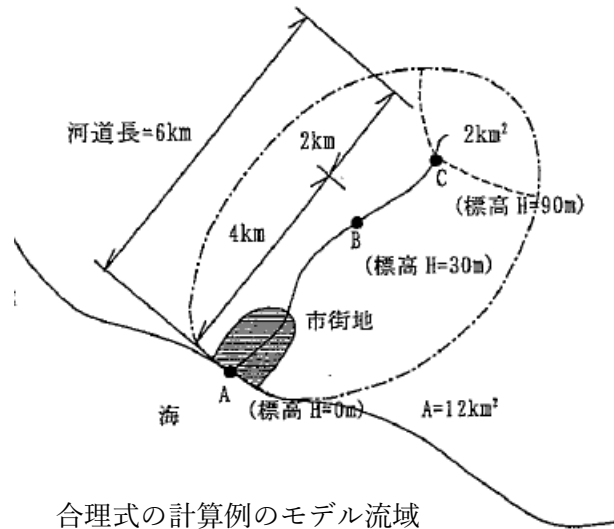 河道長=6km
2km
2km²
C
(標高 H=90m)
4km
B
(標高 H=30m)
市街地
A
(標高 H=0m)
A=12km²
海
合理式の計算例のモデル流域